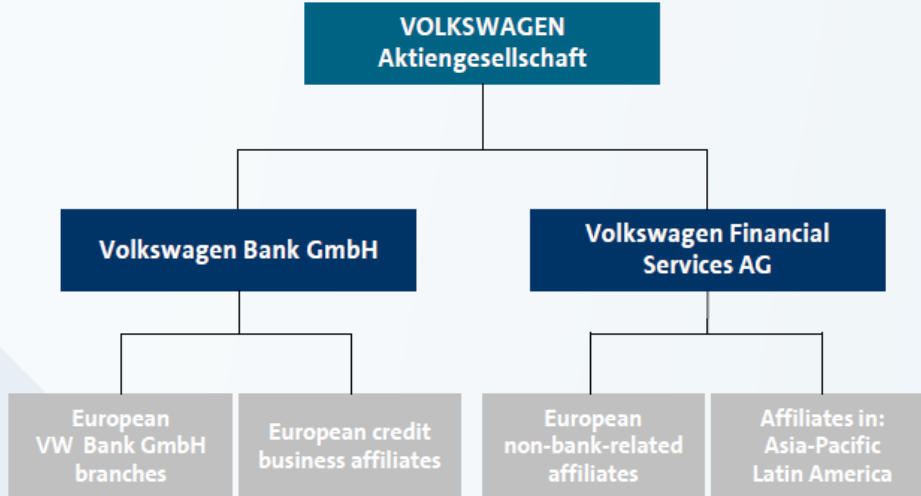 VOLKSWAGEN
Aktiengesellschaft
Volkswagen Bank GmbH
Volkswagen Financial
Services AG
European
VW Bank GmbH
branches
European credit
business affiliates
European
non-bank-related
affiliates
Affiliates in:
Asia-Pacific
Latin America